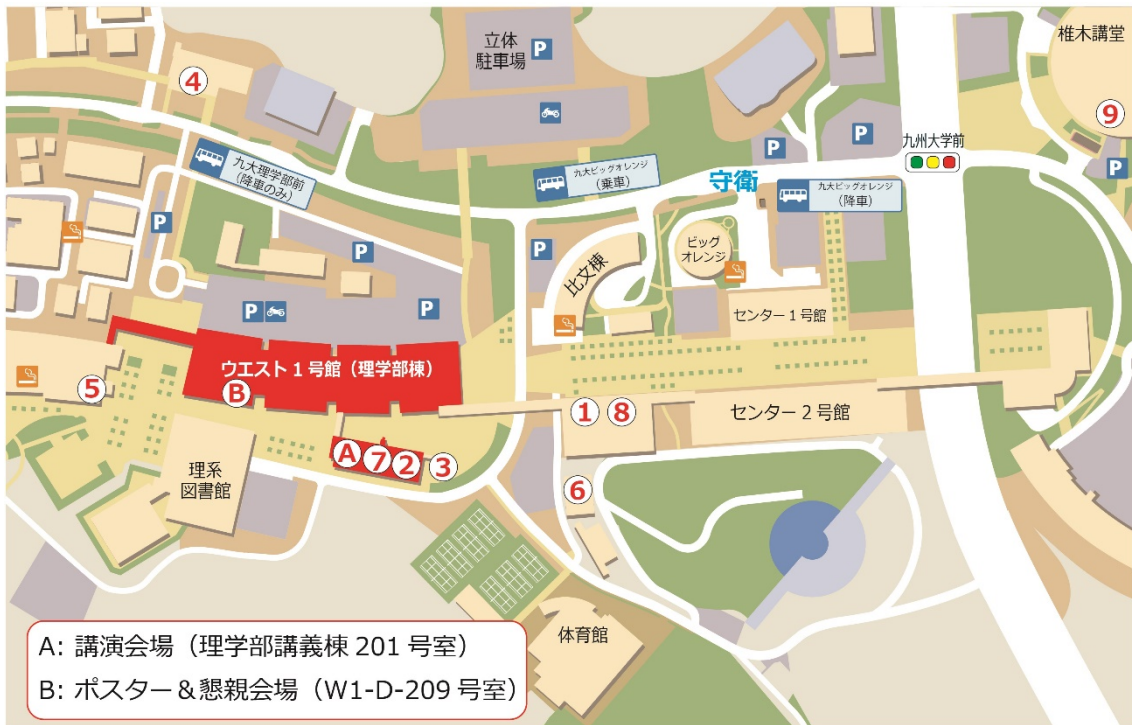 立体
駐車場
P
椎木講堂
4
9
P
九州大学前
P
P
九大理学部前
(降車のみ)
九大ビッグオレンジ
(乗車)
守衛
九大ビッグオレンジ
(降車)
P
P
P
P
比文棟
ビッグ
オレンジ
P
P
センター1号館
ウエスト1号館(理学部棟)
5
B
1
8
センター2号館
A
7
2
3
理系
図書館
6
体育館
A: 講演会場(理学部講義棟 201 号室)
B: ポスター&懇親会場(W1-D-209 号室)